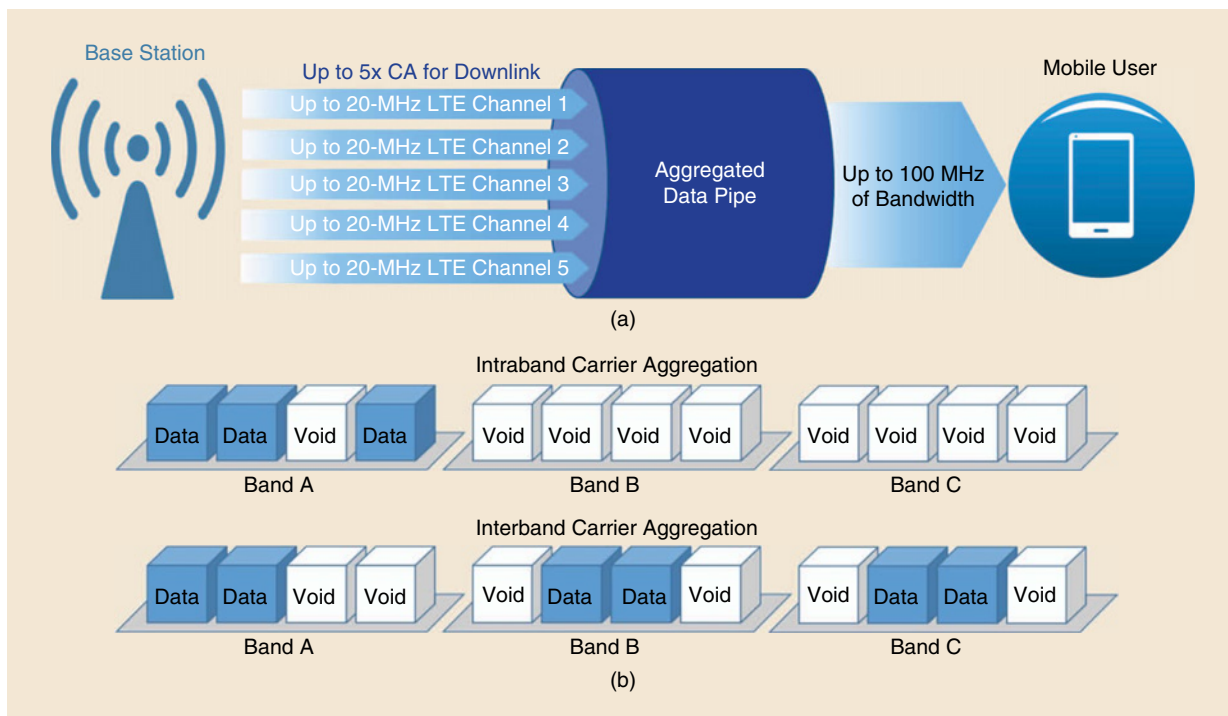 Base Station
Up to 5x CA for Downlink
Mobile User
Up to 20-MHz LTE Channel 1
Up to 20-MHz LTE Channel 2
Up to 20-MHz LTE Channel 3
Up to 20-MHz LTE Channel 4
Up to 20-MHz LTE Channel 5
Aggregated
Data Pipe
Up to 100 MHz
of Bandwidth
(a)
Intraband Carrier Aggregation
Data Data Void Data Void Void Void Void Void Void Void Void
Band A Band B Band C
Interband Carrier Aggregation
Data Data Void Void Void Data Data Void Void Data Data Void
Band A Band B Band C
(b)